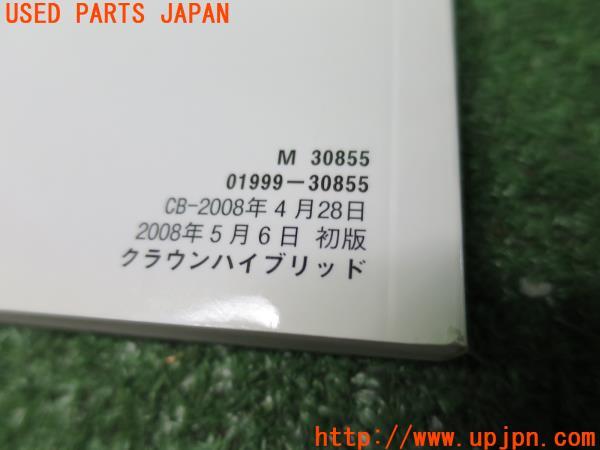 USED PARTS JAPAN
M 30855
01999-30855
CB-2008年4月28日
2008年5月6日 初版
クラウンハイブリッド
http://www.upjpn.com